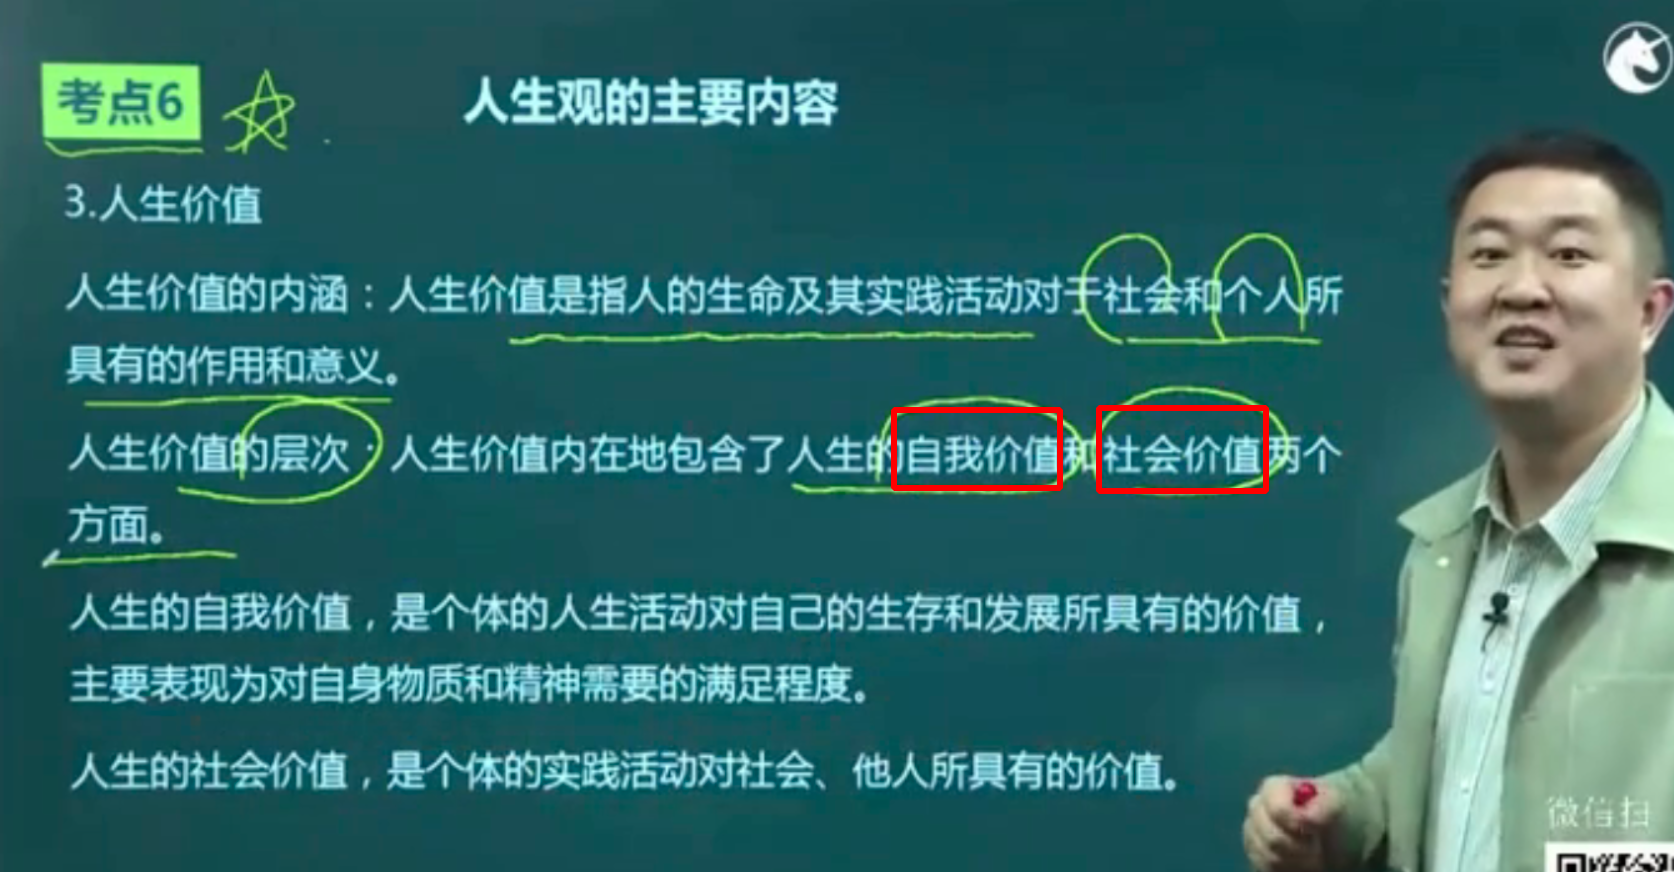 考点6
人生观的主要内容
3.人生价值
人生价值的内涵：人生价值是指人的生命及其实践活动对于社会和个人所
具有的作用和意义。
人生价值的层次：人生价值内在地包含了人生的自我价值和社会价值两个
方面。
人生的自我价值，是个体的人生活动对自己的生存和发展所具有的价值，
主要表现为对自身物质和精神需要的满足程度。
人生的社会价值，是个体的实践活动对社会、他人所具有的价值。
微信扫